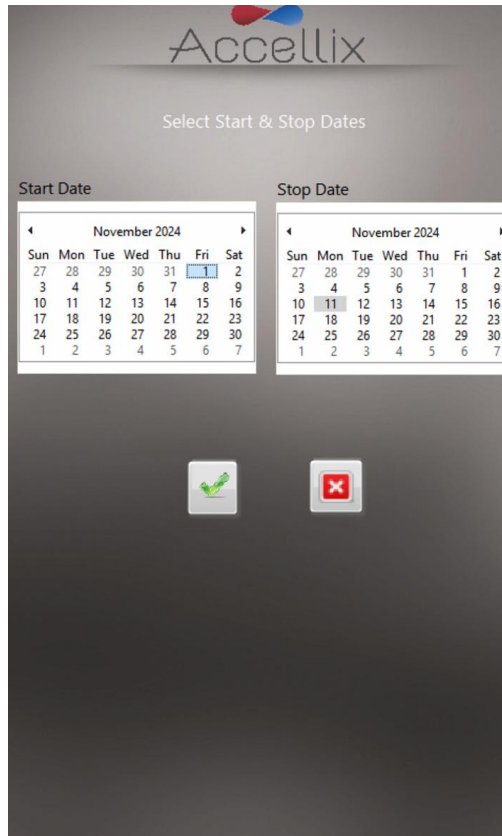 Accellix
Select Start & Stop Dates
Start Date
November 2024
Sun Mon Tue Wed Thu Fri Sat
27 28 29 30 31 1 2
3 4 5 6 7 8 9
10 11 12 13 14 15 16
17 18 19 20 21 22 23
24 25 26 27 28 29 30
1 2 3 4 5 6 7
Stop Date
November 2024
Sun Mon Tue Wed Thu Fri Sat
27 28 29 30 31 1 2
3 4 5 6 7 8 9
10 11 12 13 14 15 16
17 18 19 20 21 22 23
24 25 26 27 28 29 30
1 2 3 4 5 6 7